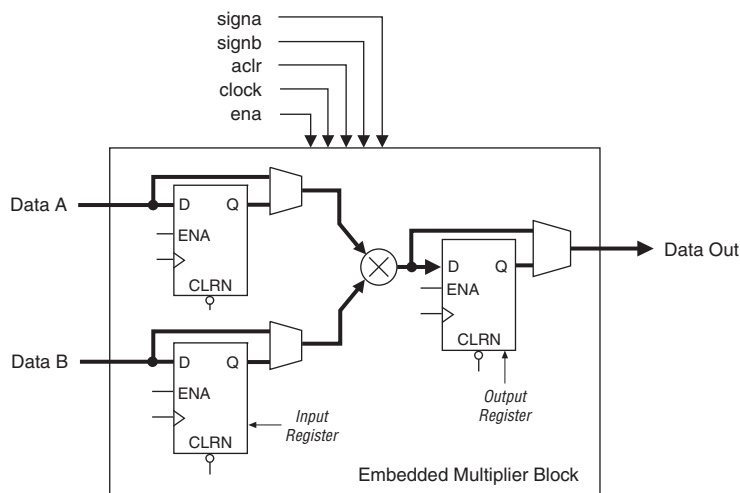 signa
signb
aclr
clock
ena
Data A
D Q
ENA
CLRN
Data B
D Q
ENA
CLRN
Input
Register
D Q
ENA
CLRN
Output
Register
Data Out
Embedded Multiplier Block